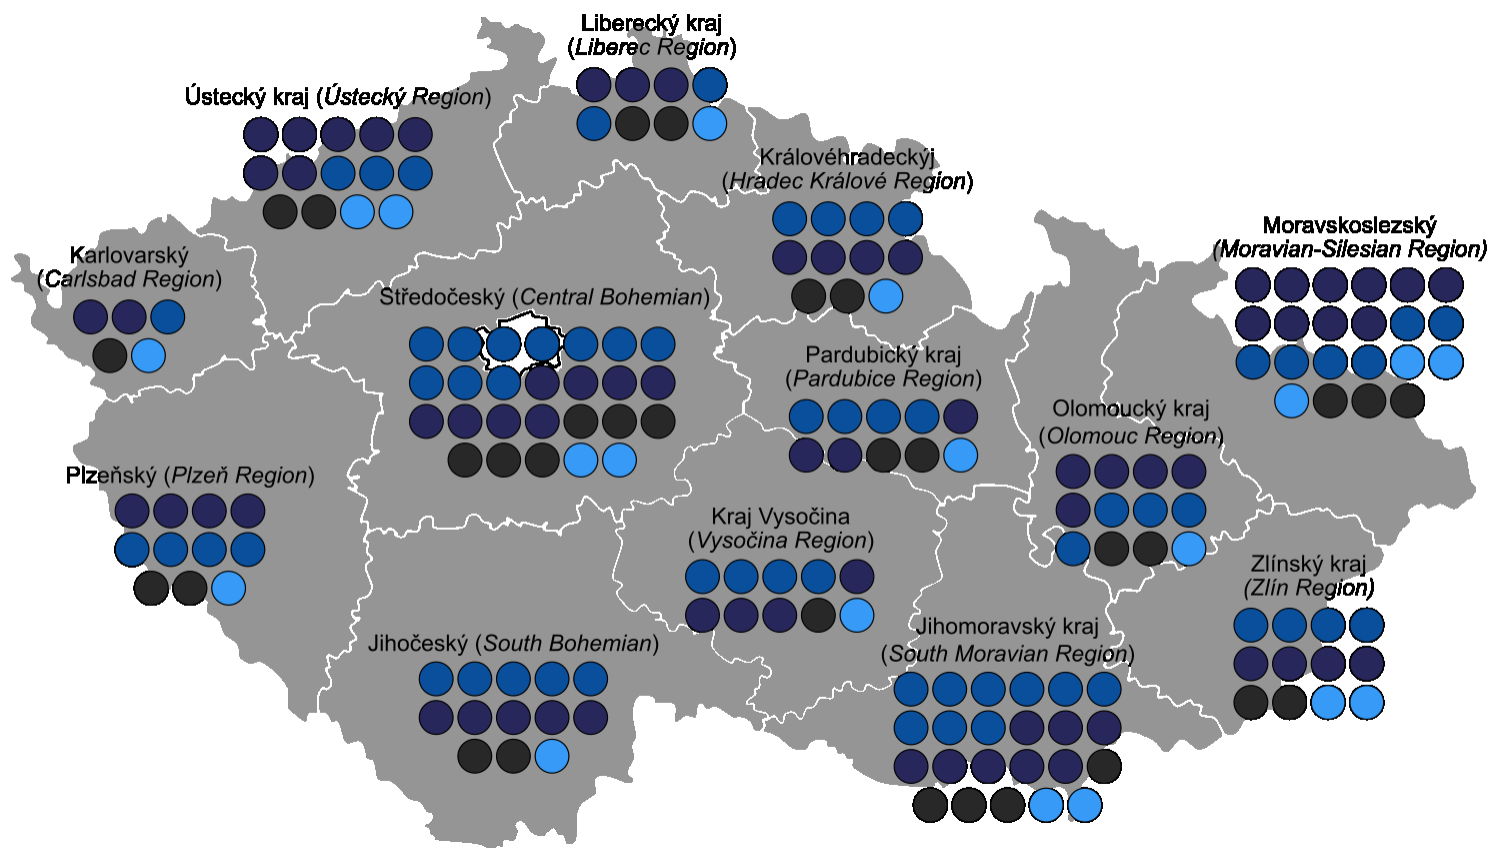 Liberecký kraj
(Liberec Region)
Ústecký kraj (Ústecký Region)
Královéhradeckýj
(Hradec Králové Region)
Moravskoslezský
(Moravian-Silesian Region)
Karlovarský
(Carlsbad Region)
Středočeský (Central Bohemian)
Pardubický kraj
(Pardubice Region)
Olomoucký kraj
(Olomouc Region)
Plzeňský (Plzeň Region)
Kraj Vysočina
(Vysočina Region)
Zlínský kraj
(Zlín Region)
Jihočeský (South Bohemian)
Jihomoravský kraj
(South Moravian Region)